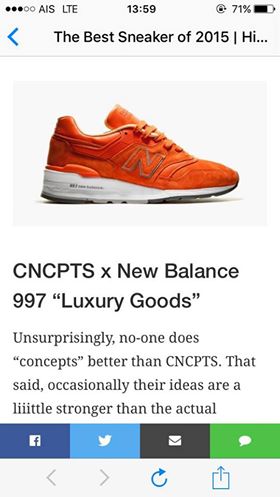 AIS LTE 13:59 71%
The Best Sneaker of 2015 | Hi...
N
997 new balance
CNCPTS x New Balance
997 “Luxury Goods”
Unsurprisingly, no-one does
“concepts” better than CNCPTS. That
said, occasionally their ideas are a
liiittle stronger than the actual